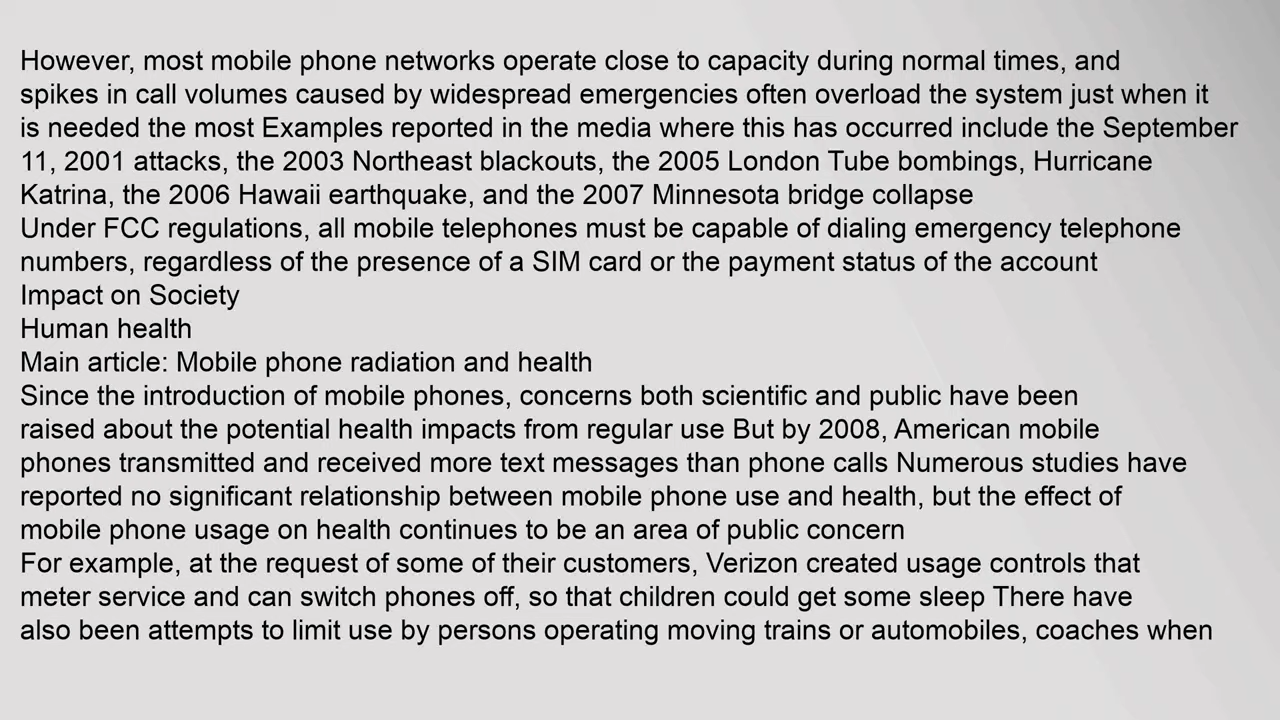 However, most mobile phone networks operate close to capacity during normal times, and
spikes in call volumes caused by widespread emergencies often overload the system just when it
is needed the most Examples reported in the media where this has occurred include the September
11, 2001 attacks, the 2003 Northeast blackouts, the 2005 London Tube bombings, Hurricane
Katrina, the 2006 Hawaii earthquake, and the 2007 Minnesota bridge collapse
Under FCC regulations, all mobile telephones must be capable of dialing emergency telephone
numbers, regardless of the presence of a SIM card or the payment status of the account
Impact on Society
Human health
Main article: Mobile phone radiation and health
Since the introduction of mobile phones, concerns both scientific and public have been
raised about the potential health impacts from regular use But by 2008, American mobile
phones transmitted and received more text messages than phone calls Numerous studies have
reported no significant relationship between mobile phone use and health, but the effect of
mobile phone usage on health continues to be an area of public concern
For example, at the request of some of their customers, Verizon created usage controls that
meter service and can switch phones off, so that children could get some sleep There have
also been attempts to limit use by persons operating moving trains or automobiles, coaches when